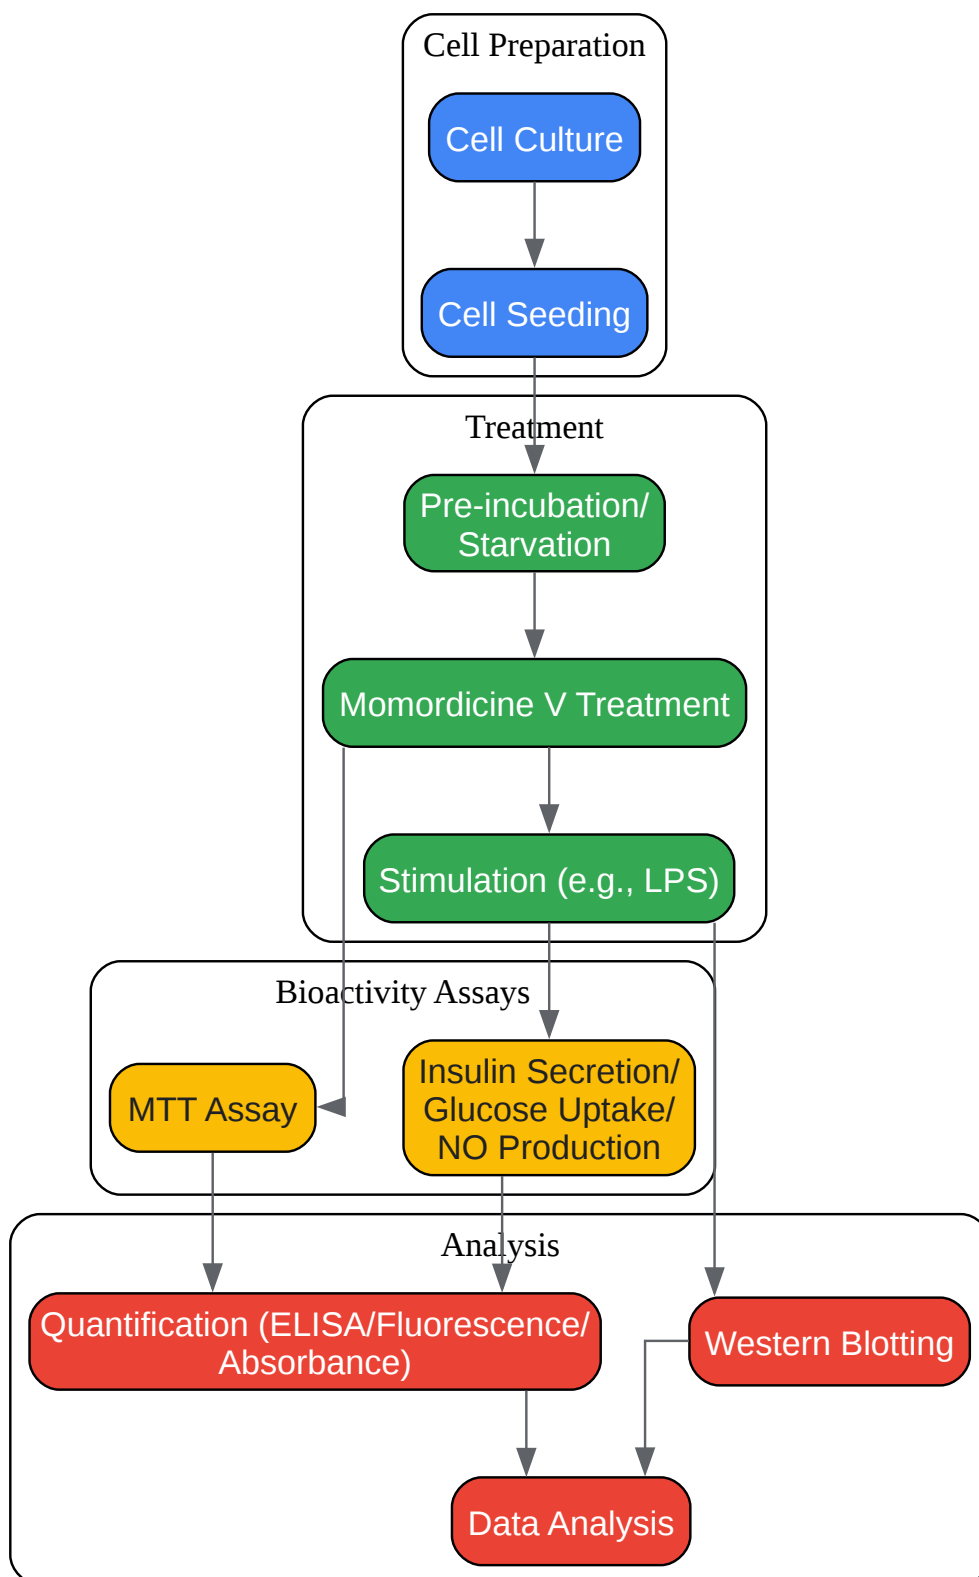 Cell Preparation
Cell Culture
Cell Seeding
Treatment
Pre-incubation/
Starvation
Momordicine V Treatment
Stimulation (e.g., LPS)
Bioactivity Assays
MTT Assay
Insulin Secretion/
Glucose Uptake/
NO Production
Analysis
Quantification (ELISA/Fluorescence/
Absorbance)
Western Blotting
Data Analysis